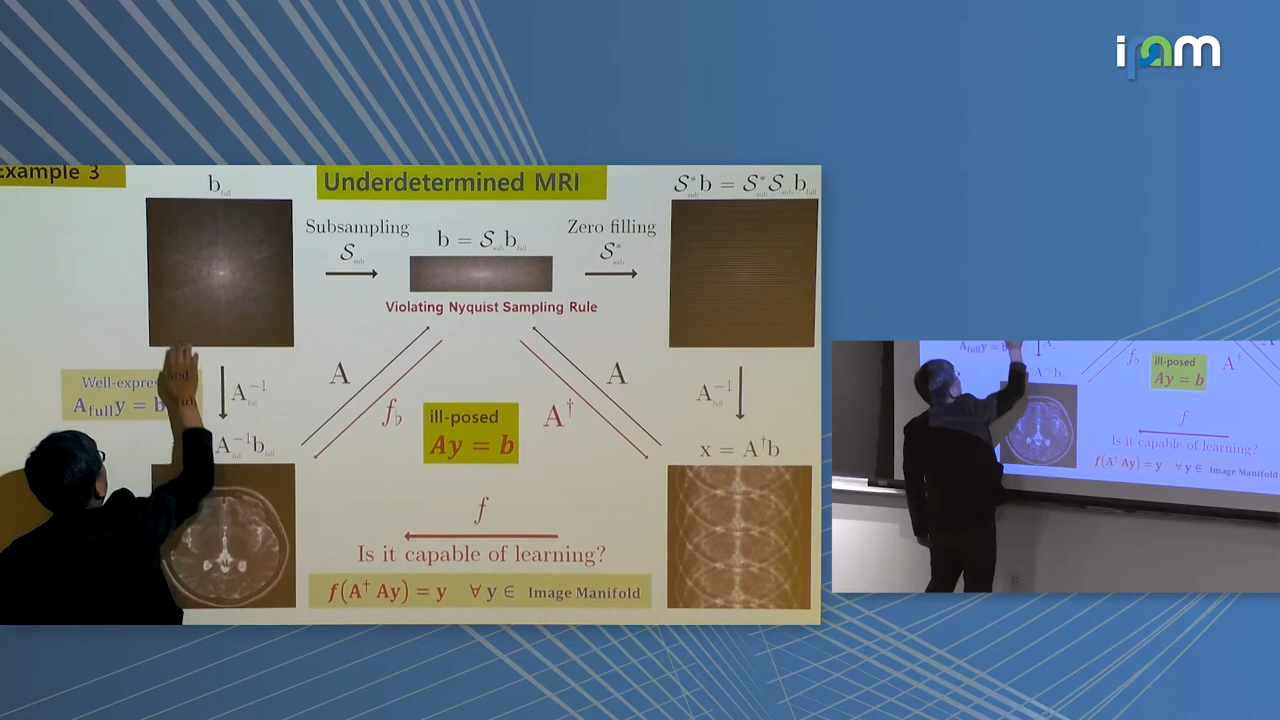 ipam
Example 3
Underdetermined MRI
b_full
S*_sub b = S*_sub S_sub b_full
Subsampling
S_sub
b = S_sub b_full
Zero filling
S*_sub
Violating Nyquist Sampling Rule
A
A
A⁻¹_full
A⁻¹_full
f♭
A†
ill-posed
Ay = b
A_full y = b
A⁻¹_full b_full
x = A†b
f
Is it capable of learning?
f(A† Ay) = y ∀ y ∈ Image Manifold
A_full y = b
f♭
ill-posed
Ay = b
A†
f
Is it capable of learning?
f(A† Ay) = y ∀ y ∈ Image Manifold